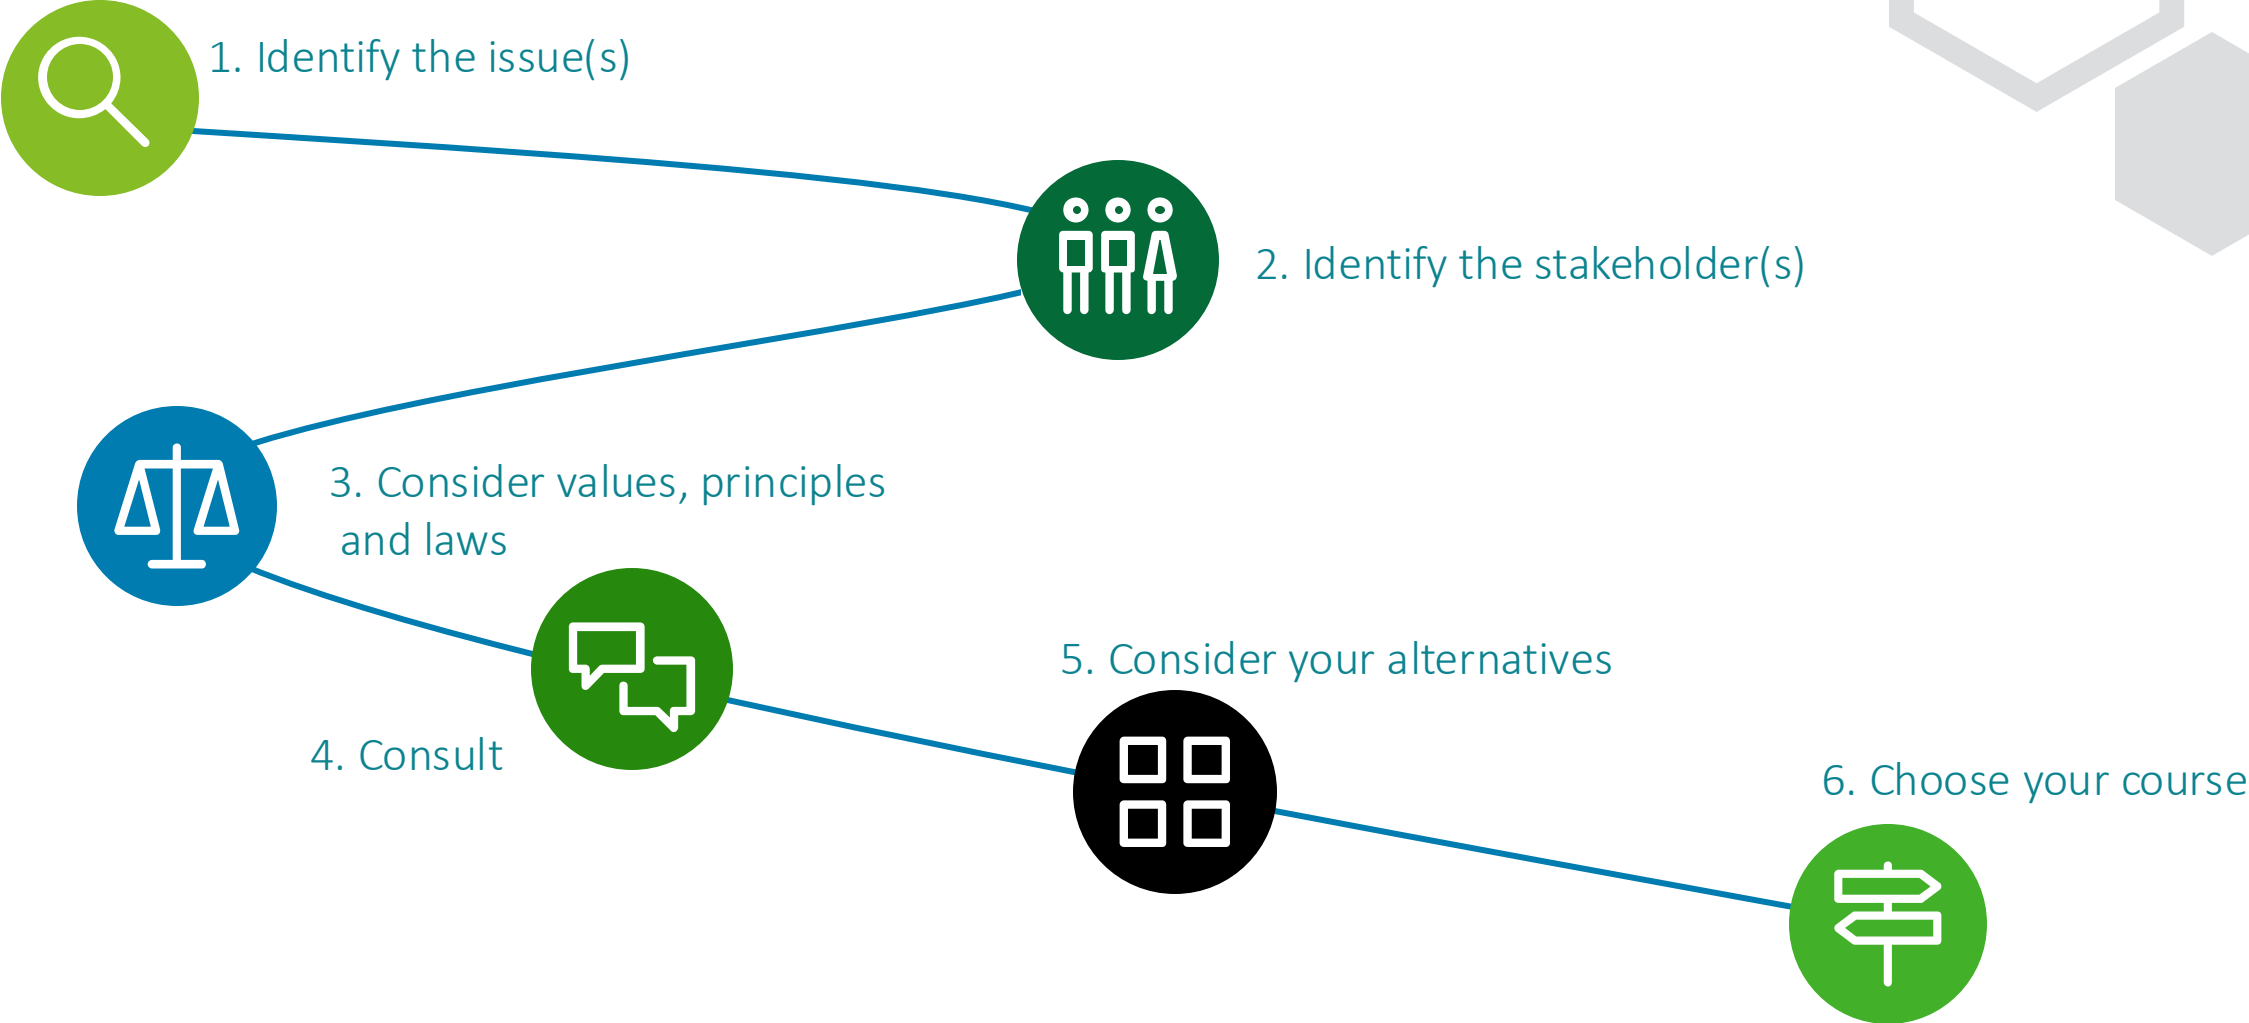 1. Identify the issue(s)
2. Identify the stakeholder(s)
3. Consider values, principles
and laws
4. Consult
5. Consider your alternatives
6. Choose your course